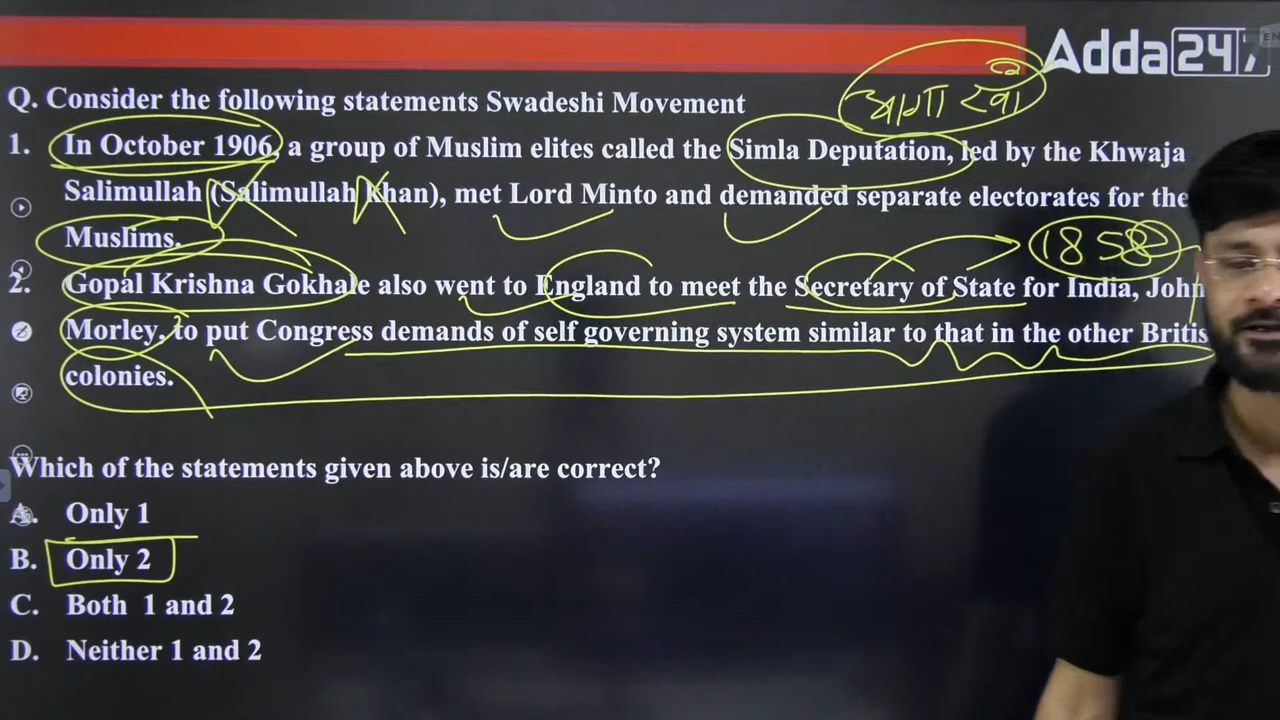 Adda247
EN
Q. Consider the following statements Swadeshi Movement
आगा खां
1. In October 1906, a group of Muslim elites called the Simla Deputation, led by the Khwaja
Salimullah (Salimullah khan), met Lord Minto and demanded separate electorates for the
Muslims.
1858
2. Gopal Krishna Gokhale also went to England to meet the Secretary of State for India, John
Morley, to put Congress demands of self governing system similar to that in the other Britis
colonies.
Which of the statements given above is/are correct?
A. Only 1
B. Only 2
C. Both 1 and 2
D. Neither 1 and 2